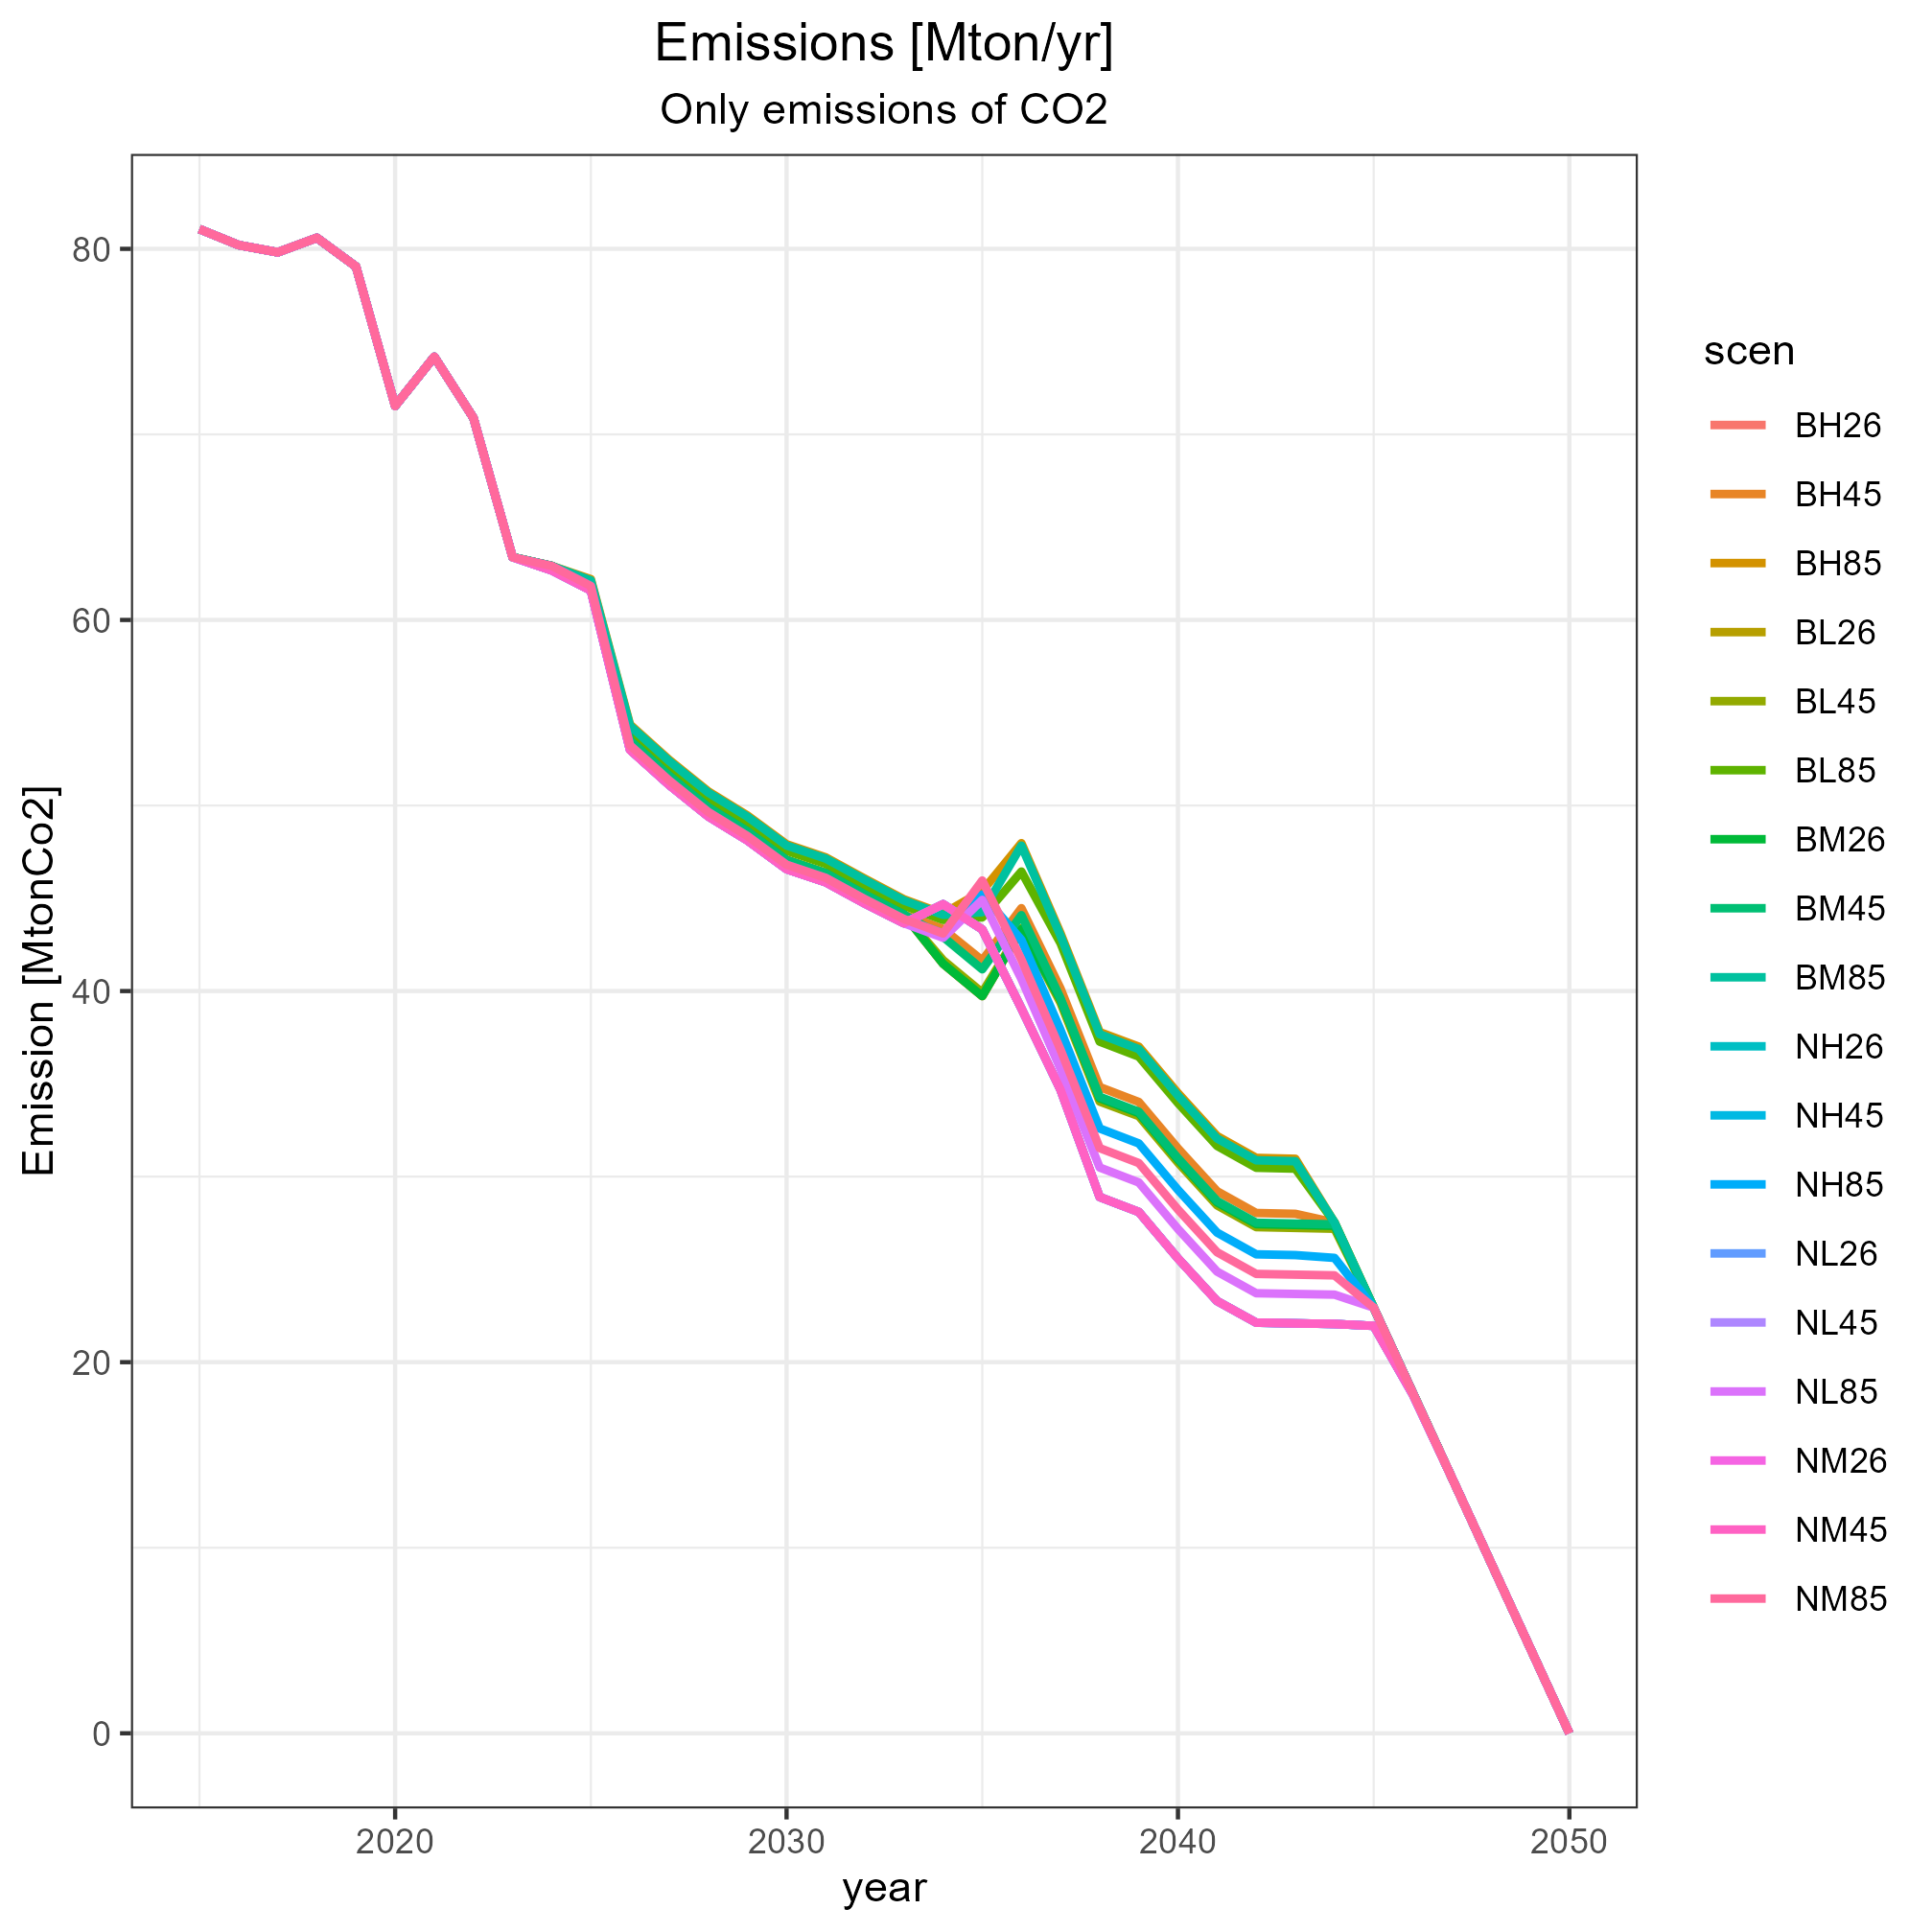 Emissions [Mton/yr]
Only emissions of CO2
Emission [MtonCo2]
80
60
40
20
0
2020
2030
2040
2050
year
scen
BH26
BH45
BH85
BL26
BL45
BL85
BM26
BM45
BM85
NH26
NH45
NH85
NL26
NL45
NL85
NM26
NM45
NM85